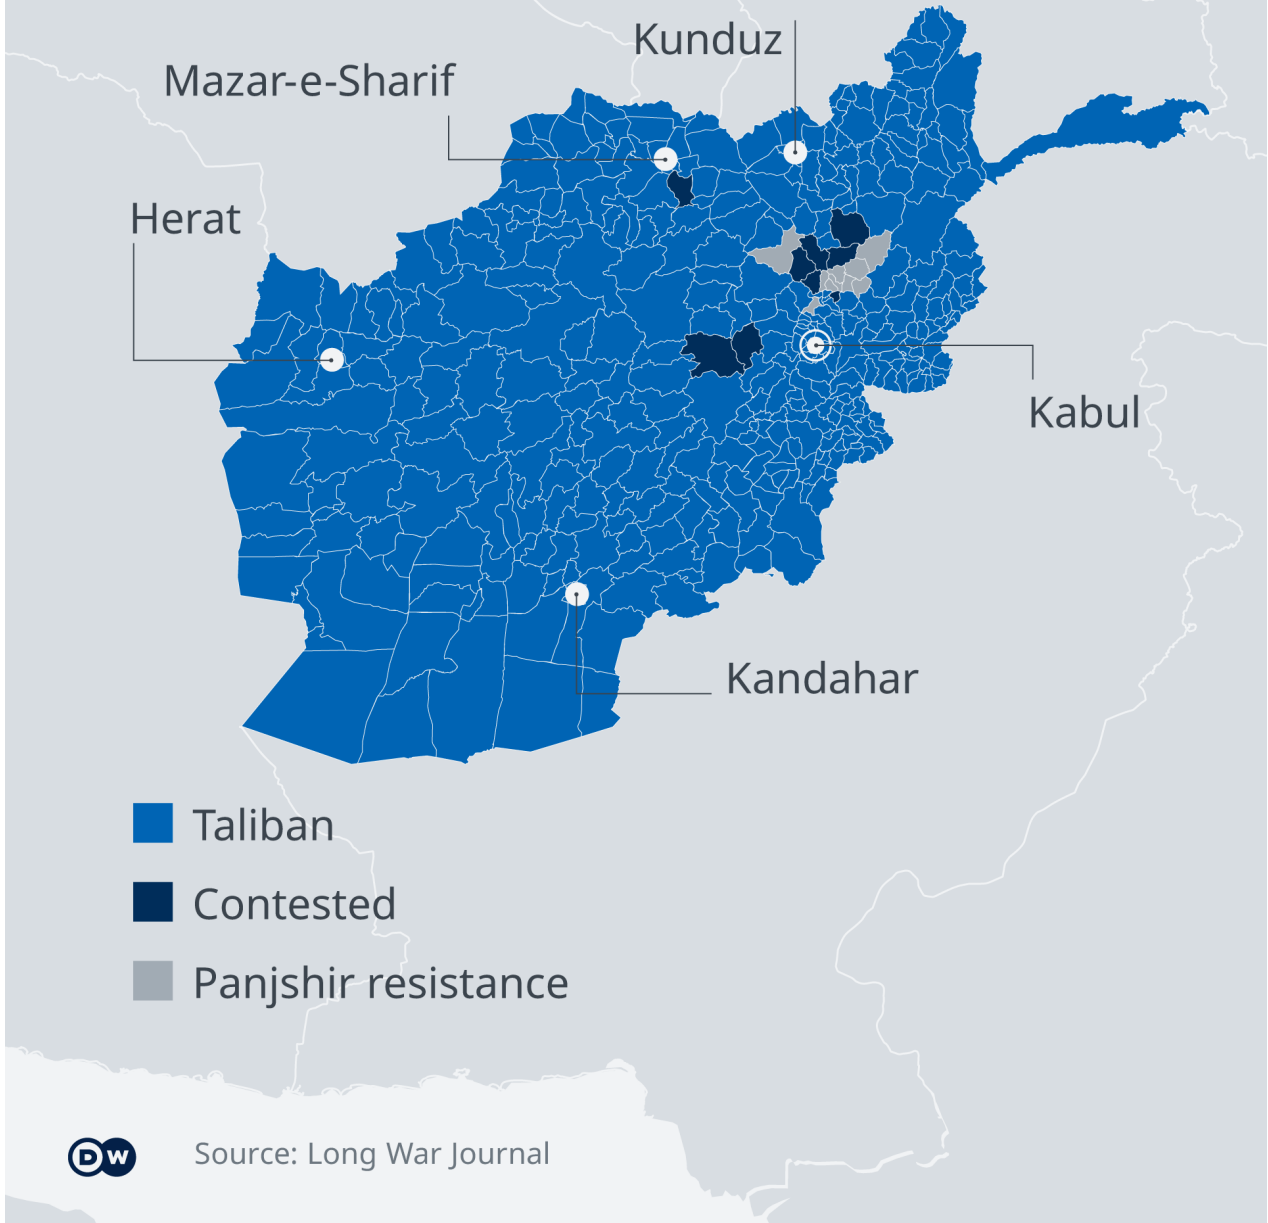 Kunduz
Mazar-e-Sharif
Herat
Kabul
Kandahar
Taliban
Contested
Panjshir resistance
DW
Source: Long War Journal